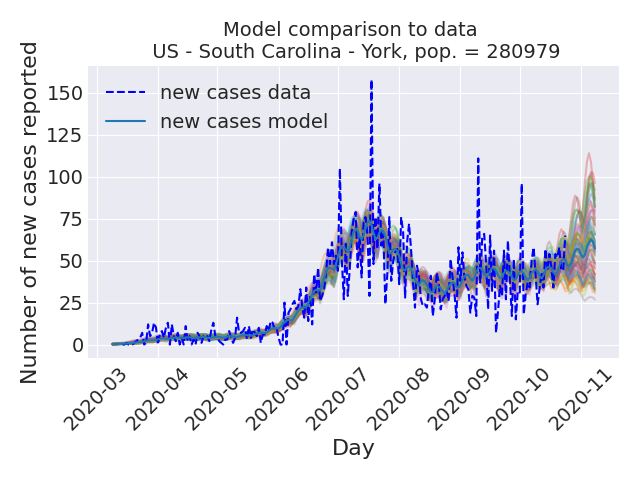 Model comparison to data
US - South Carolina - York, pop. = 280979
Number of new cases reported
new cases data
new cases model
150
125
100
75
50
25
0
2020-03
2020-04
2020-05
2020-06
2020-07
2020-08
2020-09
2020-10
2020-11
Day